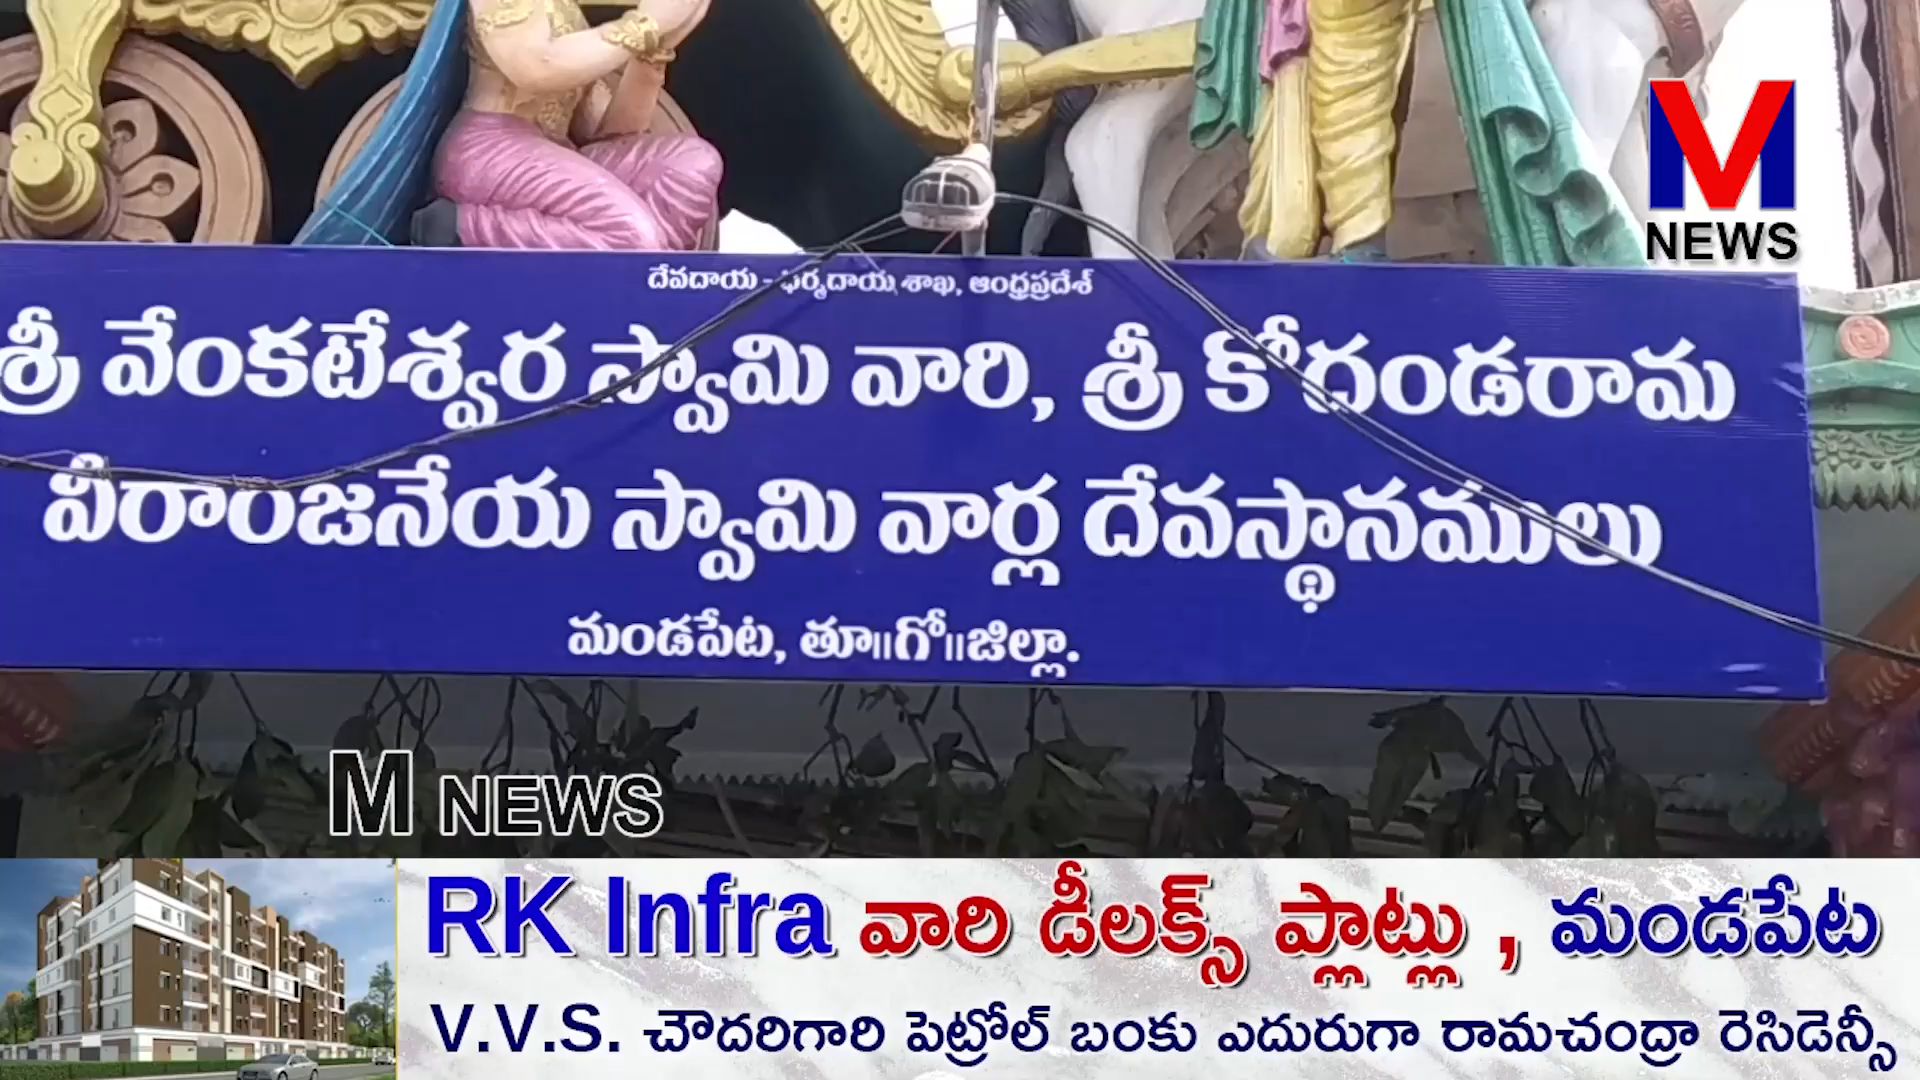 M
NEWS
దేవదాయ - ధర్మదాయ శాఖ, ఆంధ్రప్రదేశ్
శ్రీ వేంకటేశ్వర స్వామి వారి, శ్రీ కోదండరామ
వీరాంజనేయ స్వామి వార్ల దేవస్థానములు
మండపేట, తూ॥గో॥జిల్లా.
M NEWS
RK Infra వారి డీలక్స్ ప్లాట్లు , మండపేట
V.V.S. చౌదరిగారి పెట్రోల్ బంకు ఎదురుగా రామచంద్రా రెసిడెన్సీ